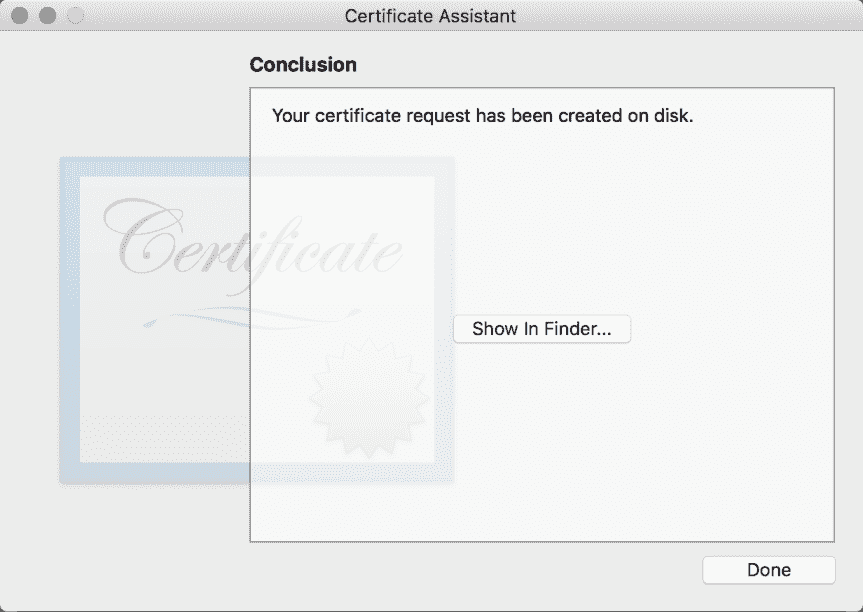 Certificate Assistant
Conclusion
Your certificate request has been created on disk.
Certificate
Show In Finder...
Done